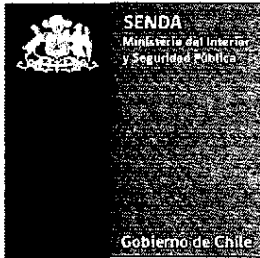 SENDA
Ministerio del Interior
y Seguridad Pública
Gobierno de Chile